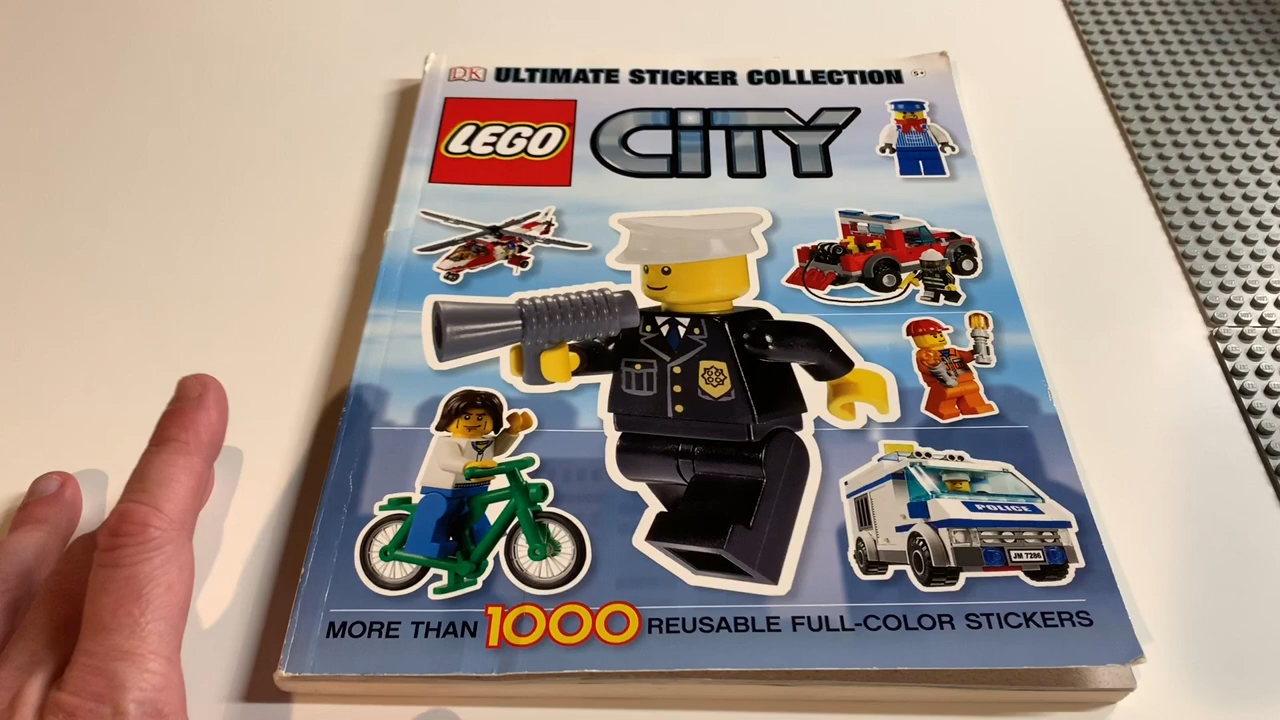 DK ULTIMATE STICKER COLLECTION 5+
LEGO CITY
POLICE
JM 7286
MORE THAN 1000 REUSABLE FULL-COLOR STICKERS